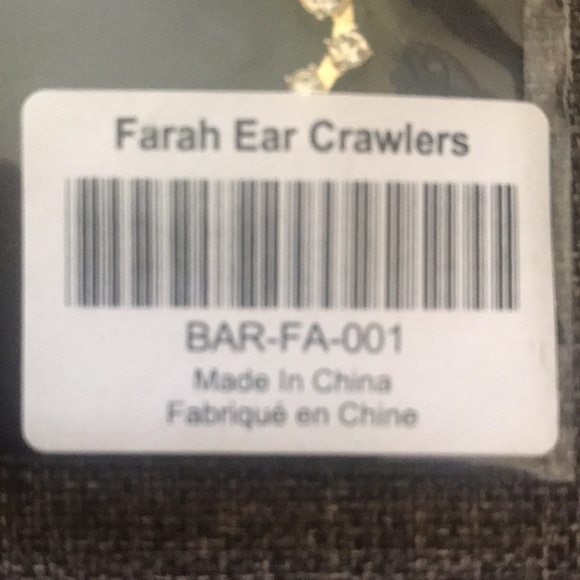 Farah Ear Crawlers
BAR-FA-001
Made In China
Fabriqué en Chine